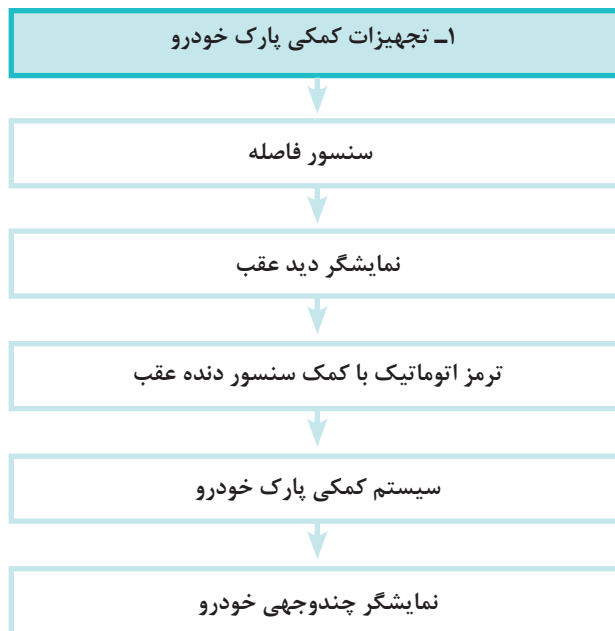 ۱ـ تجهیزات کمکی پارک خودرو
سنسور فاصله
نمایشگر دید عقب
ترمز اتوماتیک با کمک سنسور دنده عقب
سیستم کمکی پارک خودرو
نمایشگر چندوجهی خودرو